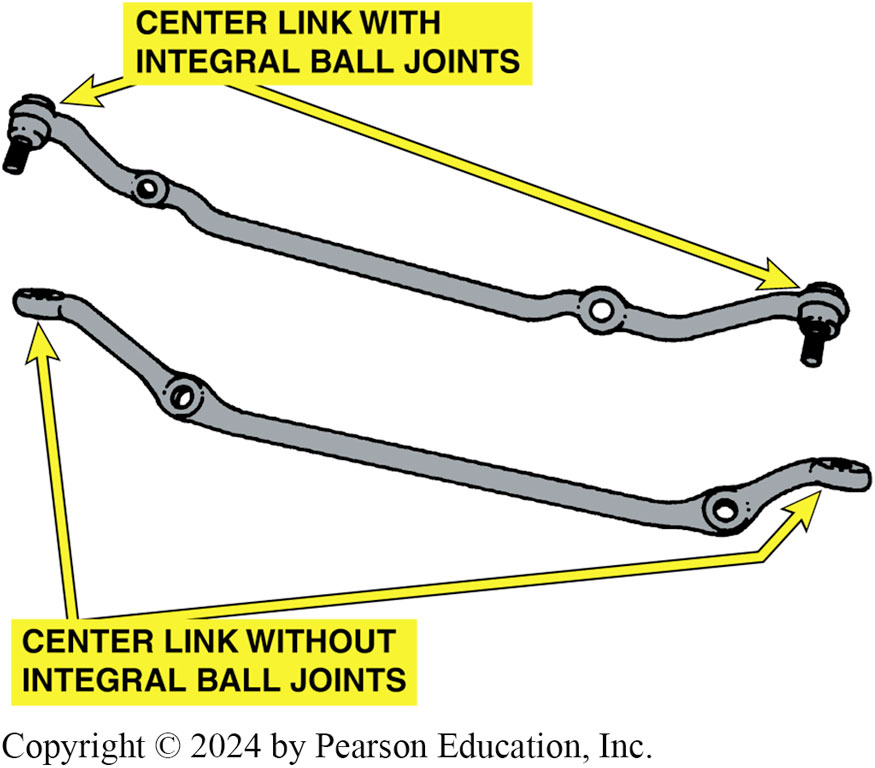 CENTER LINK WITH
INTEGRAL BALL JOINTS
CENTER LINK WITHOUT
INTEGRAL BALL JOINTS
Copyright © 2024 by Pearson Education, Inc.